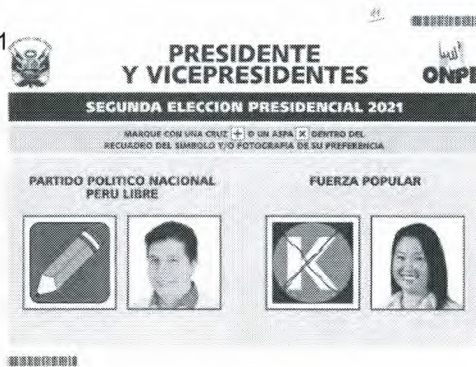 1
PRESIDENTE
Y VICEPRESIDENTES
ONPE
SEGUNDA ELECCION PRESIDENCIAL 2021
MARQUE CON UNA CRUZ + O UN ASPA X DENTRO DEL
RECUADRO DEL SIMBOLO Y/O FOTOGRAFIA DE SU PREFERENCIA
PARTIDO POLITICO NACIONAL
PERU LIBRE
FUERZA POPULAR
K